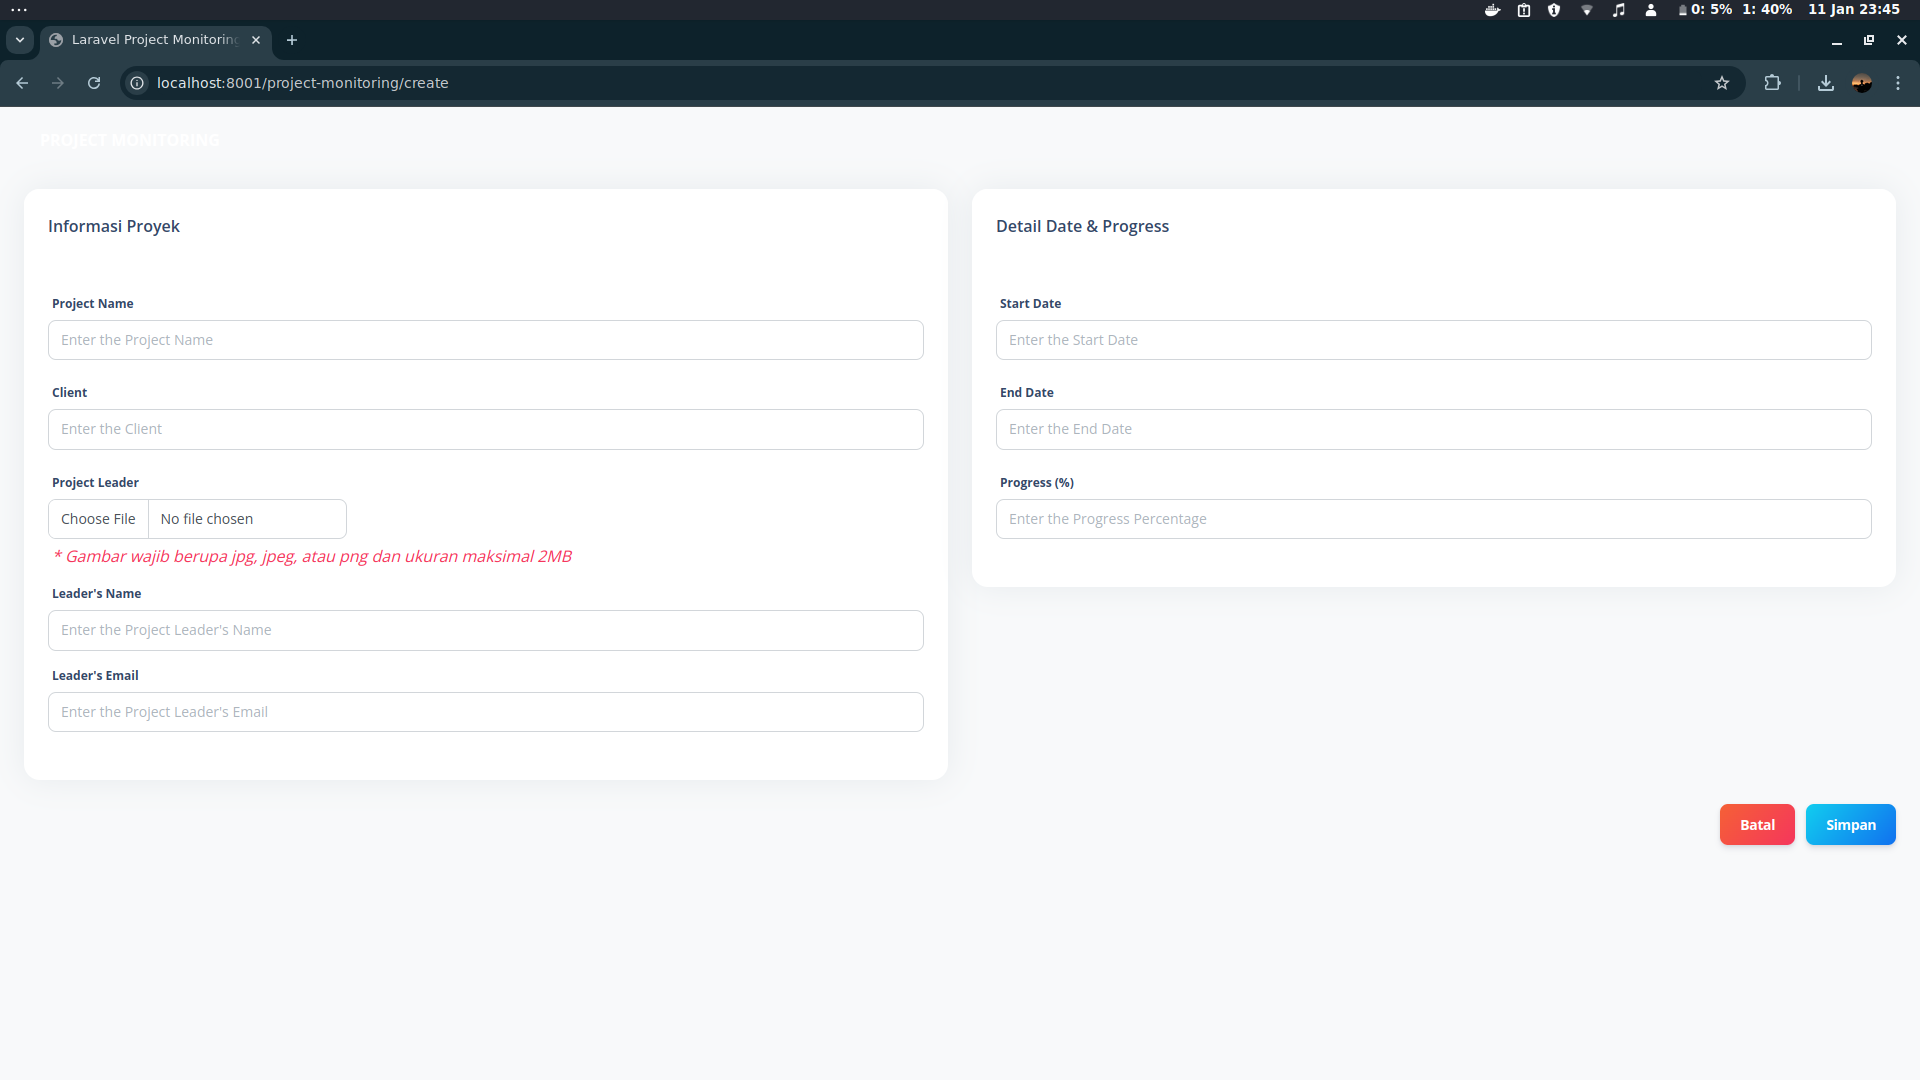 0: 5% 1: 40% 11 Jan 23:45
Laravel Project Monitoring
localhost:8001/project-monitoring/create
PROJECT MONITORING
Informasi Proyek
Project Name
Enter the Project Name
Client
Enter the Client
Project Leader
Choose File No file chosen
* Gambar wajib berupa jpg, jpeg, atau png dan ukuran maksimal 2MB
Leader's Name
Enter the Project Leader's Name
Leader's Email
Enter the Project Leader's Email
Detail Date & Progress
Start Date
Enter the Start Date
End Date
Enter the End Date
Progress (%)
Enter the Progress Percentage
Batal Simpan